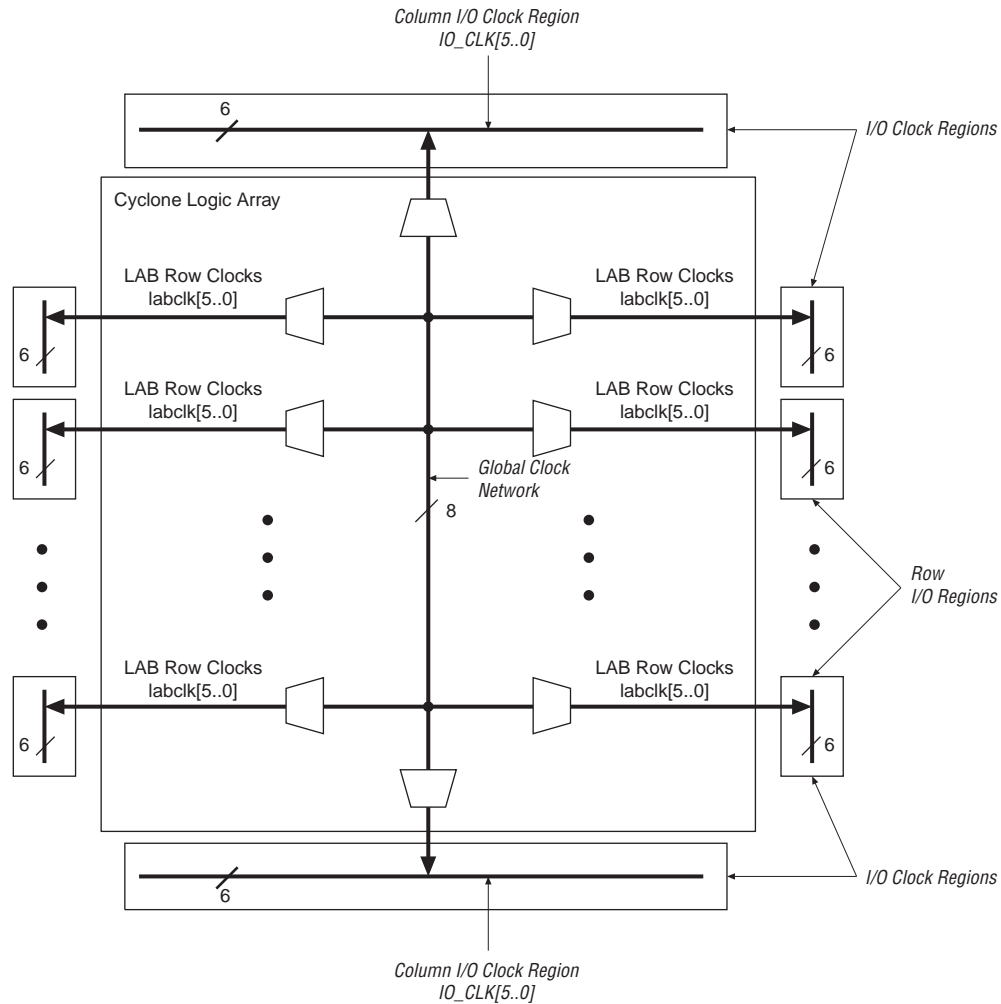 Column I/O Clock Region
IO_CLK[5..0]
6
I/O Clock Regions
Cyclone Logic Array
LAB Row Clocks
labclk[5..0]
LAB Row Clocks
labclk[5..0]
6
6
LAB Row Clocks
labclk[5..0]
LAB Row Clocks
labclk[5..0]
6
6
Global Clock
Network
8
Row
I/O Regions
LAB Row Clocks
labclk[5..0]
LAB Row Clocks
labclk[5..0]
6
6
I/O Clock Regions
6
Column I/O Clock Region
IO_CLK[5..0]